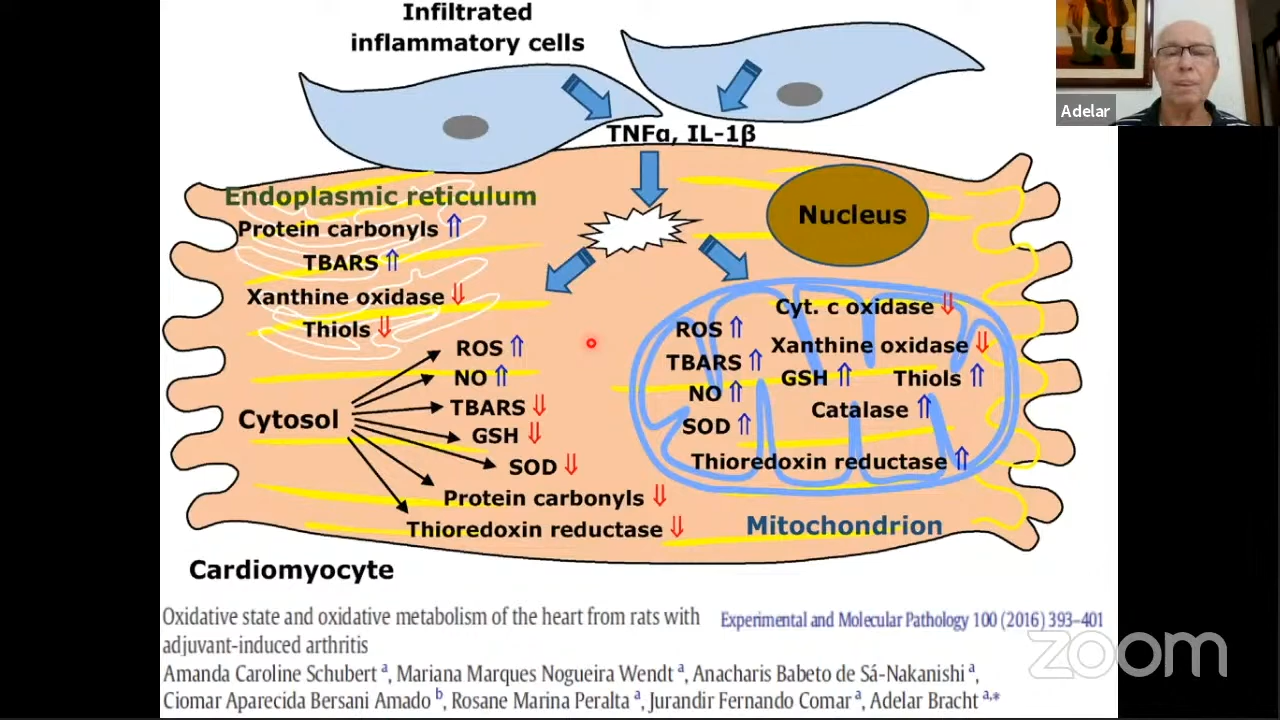 Infiltrated
inflammatory cells
Adelar
TNFα, IL-1β
Endoplasmic reticulum
Protein carbonyls ⇑
TBARS ⇑
Xanthine oxidase ⇓
Thiols ⇓
Nucleus
Cytosol
ROS ⇑
NO ⇑
TBARS ⇓
GSH ⇓
SOD ⇓
Protein carbonyls ⇓
Thioredoxin reductase ⇓
Cyt. c oxidase ⇓
ROS ⇑
Xanthine oxidase ⇓
TBARS ⇑
GSH ⇑ Thiols ⇑
NO ⇑
Catalase ⇑
SOD ⇑
Thioredoxin reductase ⇑
Mitochondrion
Cardiomyocyte
Oxidative state and oxidative metabolism of the heart from rats with
adjuvant-induced arthritis
Experimental and Molecular Pathology 100 (2016) 393–401
Amanda Caroline Schubert a, Mariana Marques Nogueira Wendt a, Anacharis Babeto de Sá-Nakanishi a,
Ciomar Aparecida Bersani Amado b, Rosane Marina Peralta a, Jurandir Fernando Comar a, Adelar Bracht a,*
zoom